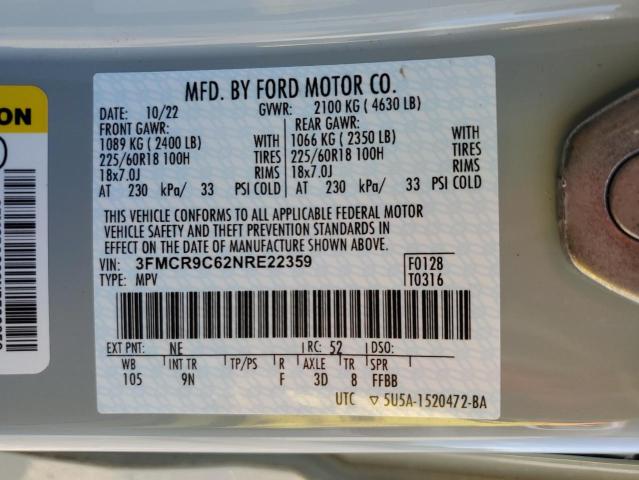 MFD. BY FORD MOTOR CO.
DATE: 10/22 GVWR: 2100 KG ( 4630 LB)
FRONT GAWR: REAR GAWR:
1089 KG ( 2400 LB) WITH 1066 KG ( 2350 LB) WITH
225/60R18 100H TIRES 225/60R18 100H TIRES
18x7.0J RIMS 18x7.0J RIMS
AT 230 kPa/ 33 PSI COLD AT 230 kPa/ 33 PSI COLD
THIS VEHICLE CONFORMS TO ALL APPLICABLE FEDERAL MOTOR
VEHICLE SAFETY AND THEFT PREVENTION STANDARDS IN
EFFECT ON THE DATE OF MANUFACTURE SHOWN ABOVE.
VIN: 3FMCR9C62NRE22359 F0128
TYPE: MPV T0316
EXT PNT: NE RC: 52 DSO:
WB INT TR TP/PS R AXLE TR SPR
105 9N F 3D 8 FFBB
UTC ▽ 5U5A-1520472-BA